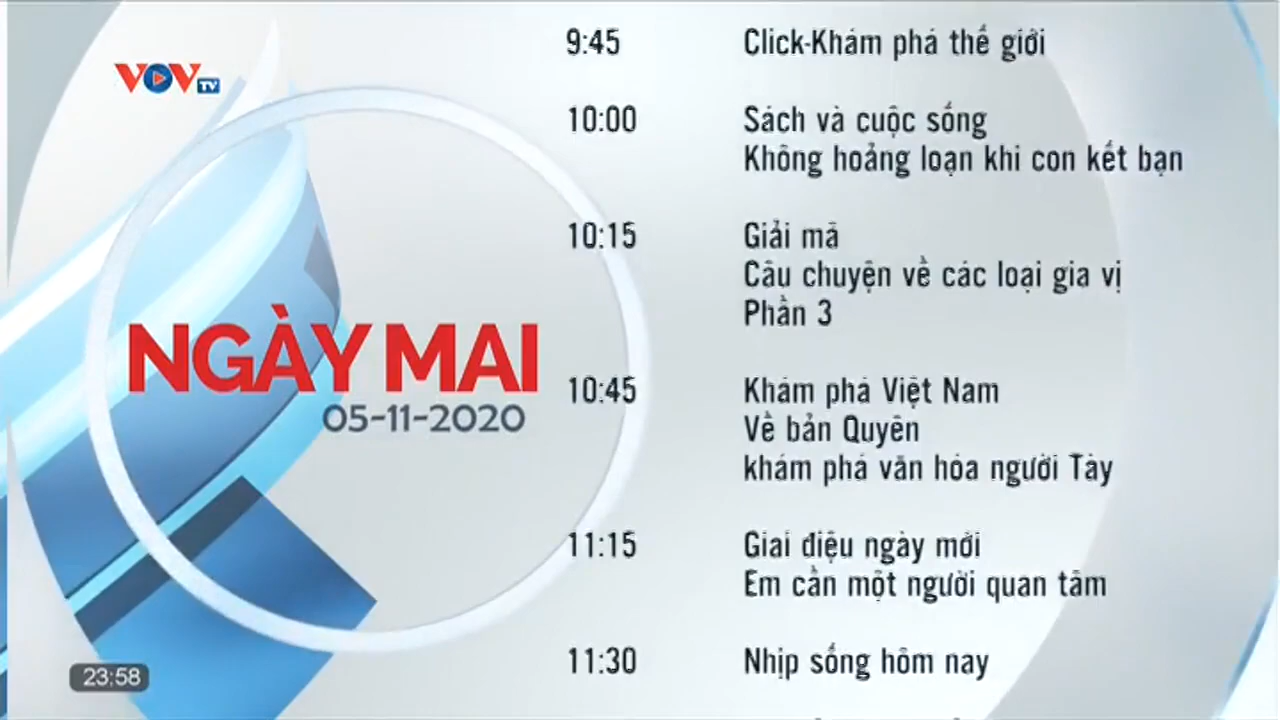 VOV TV
9:45 Click-Khám phá thế giới
10:00 Sách và cuộc sống
Không hoảng loạn khi con kết bạn
10:15 Giải mã
Câu chuyện về các loại gia vị
Phần 3
NGÀY MAI
05-11-2020
10:45 Khám phá Việt Nam
Về bản Quyên
khám phá văn hóa người Tày
11:15 Giai điệu ngày mới
Em cần một người quan tâm
11:30 Nhịp sống hôm nay
23:58